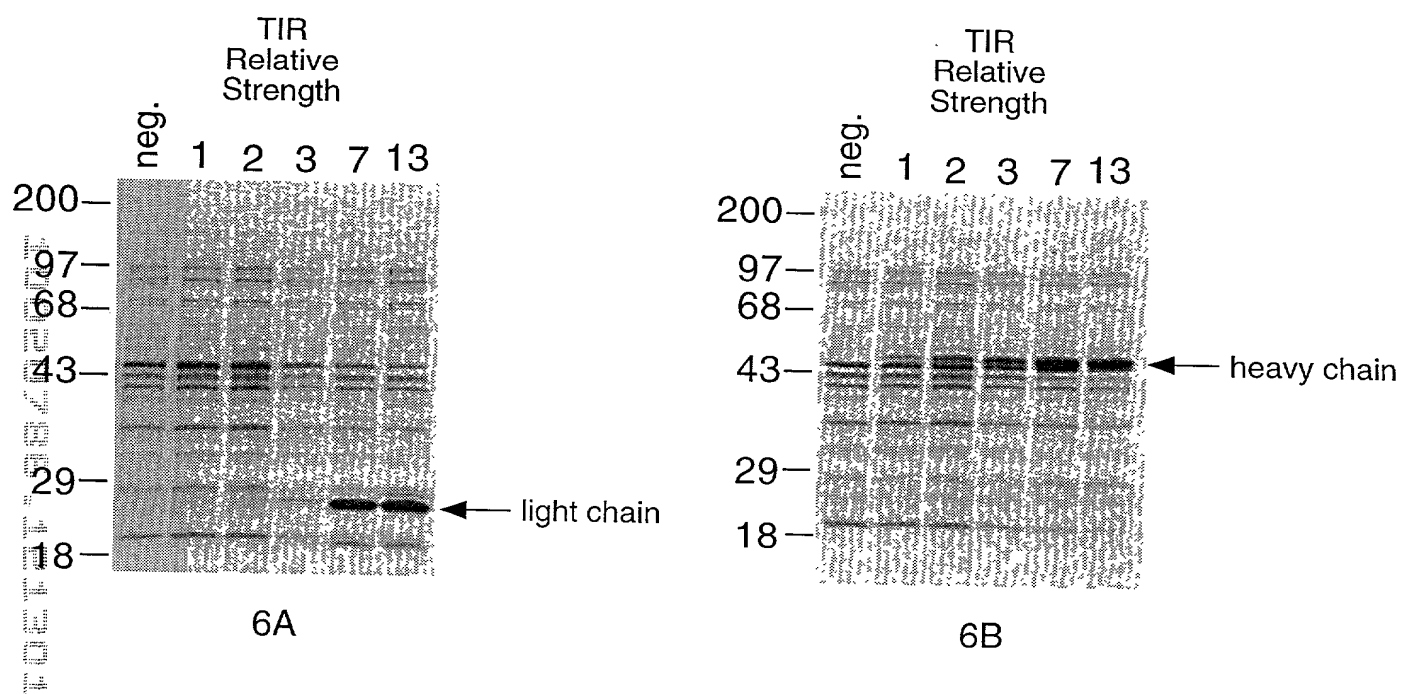 TIR
Relative
Strength
neg. 1 2 3 7 13
200
97
68
43
29
light chain
18
6A
TIR
Relative
Strength
neg. 1 2 3 7 13
200
97
68
43
heavy chain
29
18
6B